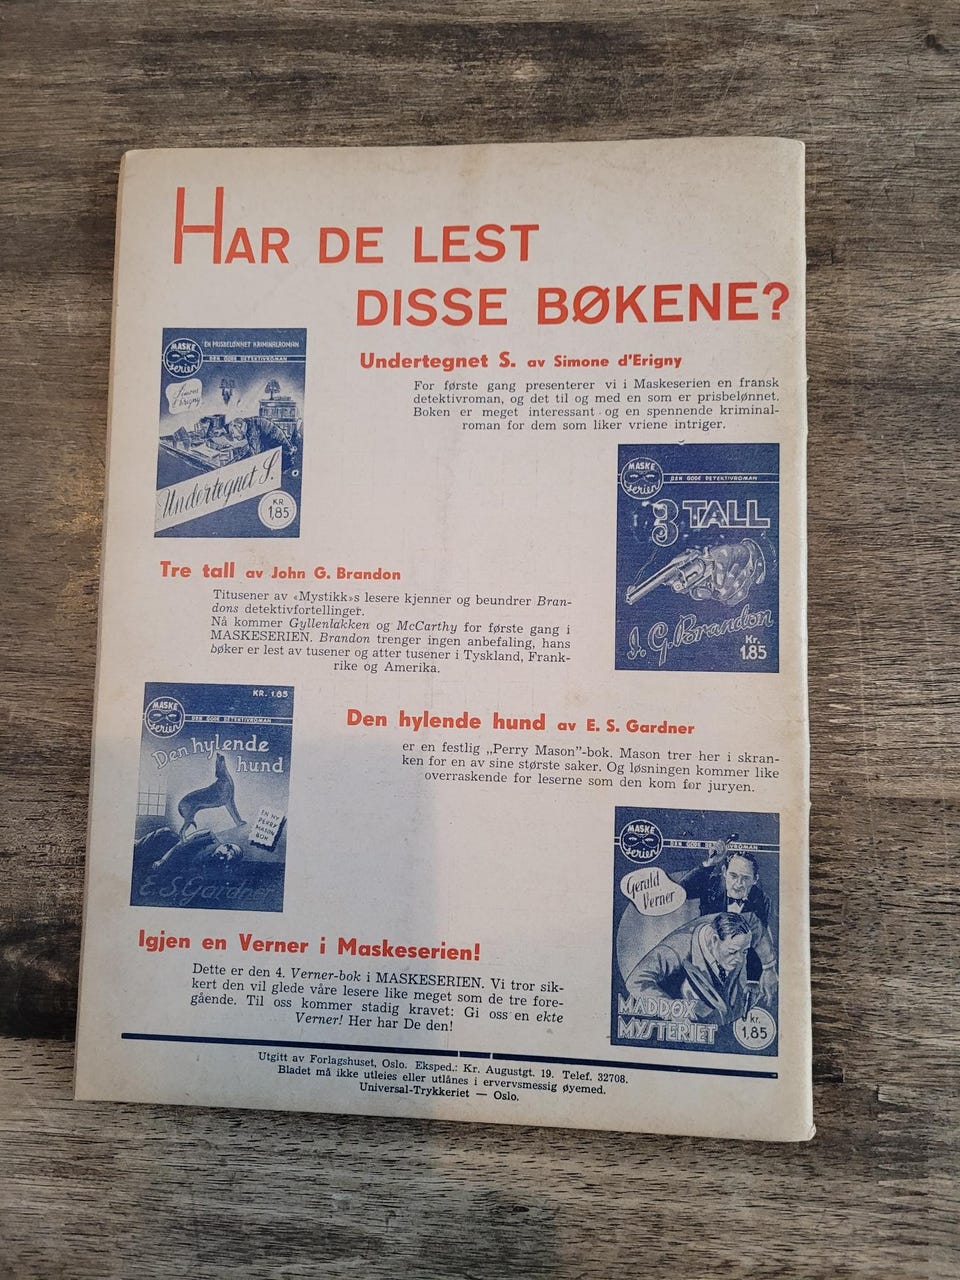 HAR DE LEST
DISSE BØKENE?
MASKE
serien
EN PRISBELØNNET KRIMINALROMAN
DEN GODE DETEKTIVROMAN
Simone
d'Erigny
Undertegnet S.
KR
1,85
Undertegnet S. av Simone d'Erigny
For første gang presenterer vi i Maskeserien en fransk
detektivroman, og det til og med en som er prisbelønnet.
Boken er meget interessant og en spennende kriminal-
roman for dem som liker vriene intriger.
MASKE
serien
DEN GODE DETEKTIVROMAN
3 TALL
J. G. Brandon
Kr.
1.85
Tre tall av John G. Brandon
Titusener av «Mystikk»s lesere kjenner og beundrer Bran-
dons detektivfortellinger.
Nå kommer Gyllenlakken og McCarthy for første gang i
MASKESERIEN. Brandon trenger ingen anbefaling, hans
bøker er lest av tusener og atter tusener i Tyskland, Frank-
rike og Amerika.
KR. 1.85
MASKE
serien
DEN GODE DETEKTIVROMAN
Den hylende
hund
EN NY
PERRY
MASON
BOK
E. S. Gardner
Den hylende hund av E. S. Gardner
er en festlig „Perry Mason”-bok. Mason trer her i skran-
ken for en av sine største saker. Og løsningen kommer like
overraskende for leserne som den kom for juryen.
MASKE
serien
DEN GODE DETEKTIVROMAN
Gerald
Verner
MADDOX
MYSTERIET
kr.
1,85
Igjen en Verner i Maskeserien!
Dette er den 4. Verner-bok i MASKESERIEN. Vi tror sik-
kert den vil glede våre lesere like meget som de tre fore-
gående. Til oss kommer stadig kravet: Gi oss en ekte
Verner! Her har De den!
Utgitt av Forlagshuset, Oslo. Eksped.: Kr. Augustgt. 19. Telef. 32708.
Bladet må ikke utleies eller utlånes i ervervsmessig øyemed.
Universal-Trykkeriet — Oslo.